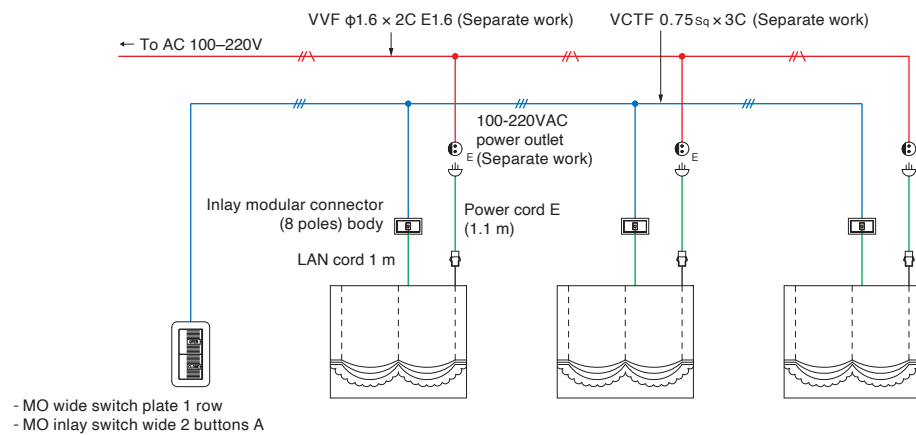 VVF φ1.6 × 2C E1.6 (Separate work)
VCTF 0.75 Sq × 3C (Separate work)
← To AC 100–220V
100-220VAC
power outlet
(Separate work)
E
E
Inlay modular connector
(8 poles) body
Power cord E
(1.1 m)
LAN cord 1 m
- MO wide switch plate 1 row
- MO inlay switch wide 2 buttons A